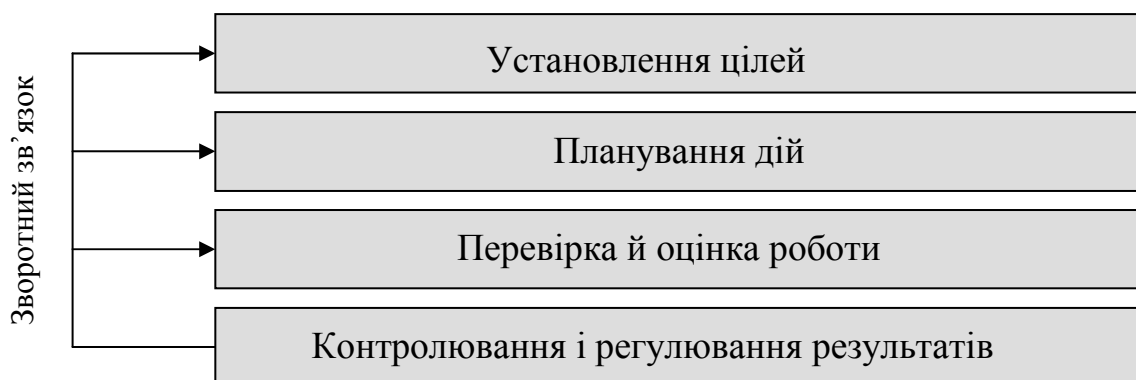 Зворотний зв’язок
Установлення цілей
Планування дій
Перевірка й оцінка роботи
Контролювання і регулювання результатів